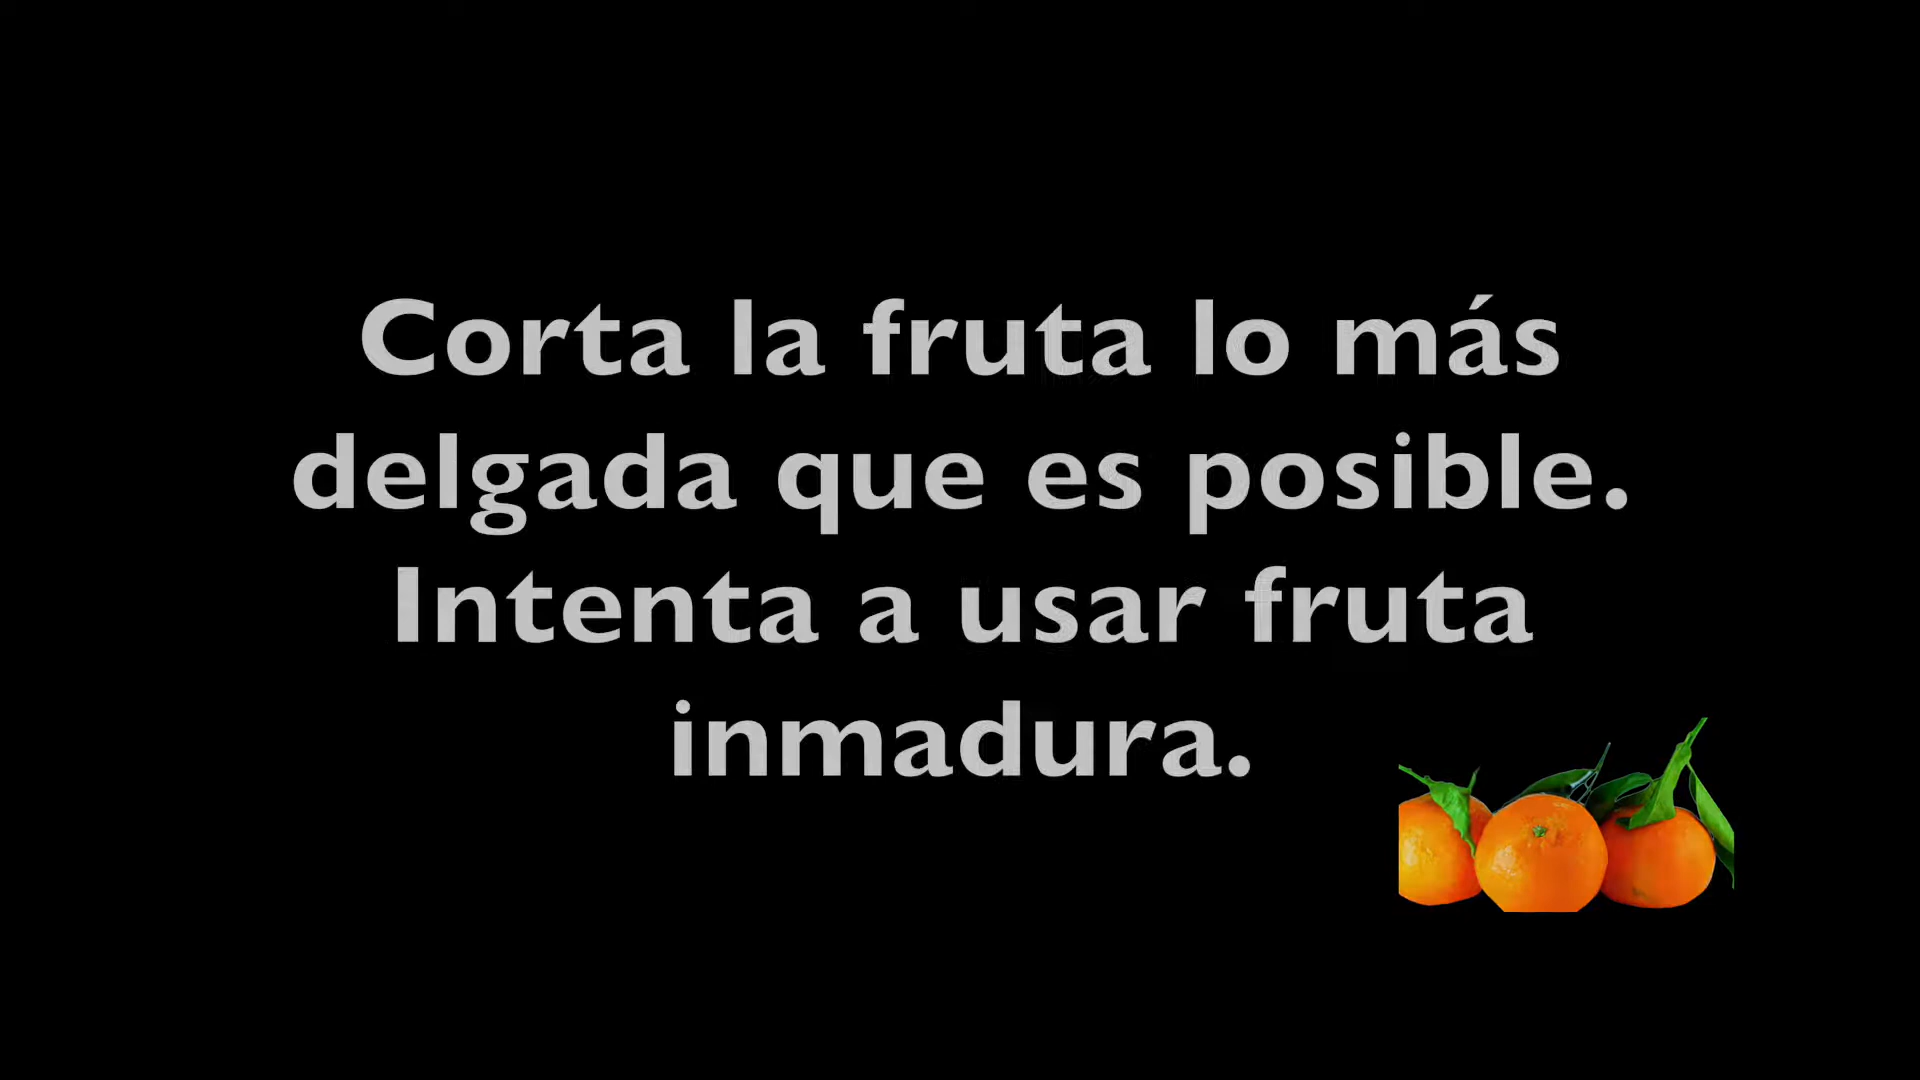 Corta la fruta lo más
delgada que es posible.
Intenta a usar fruta
inmadura.